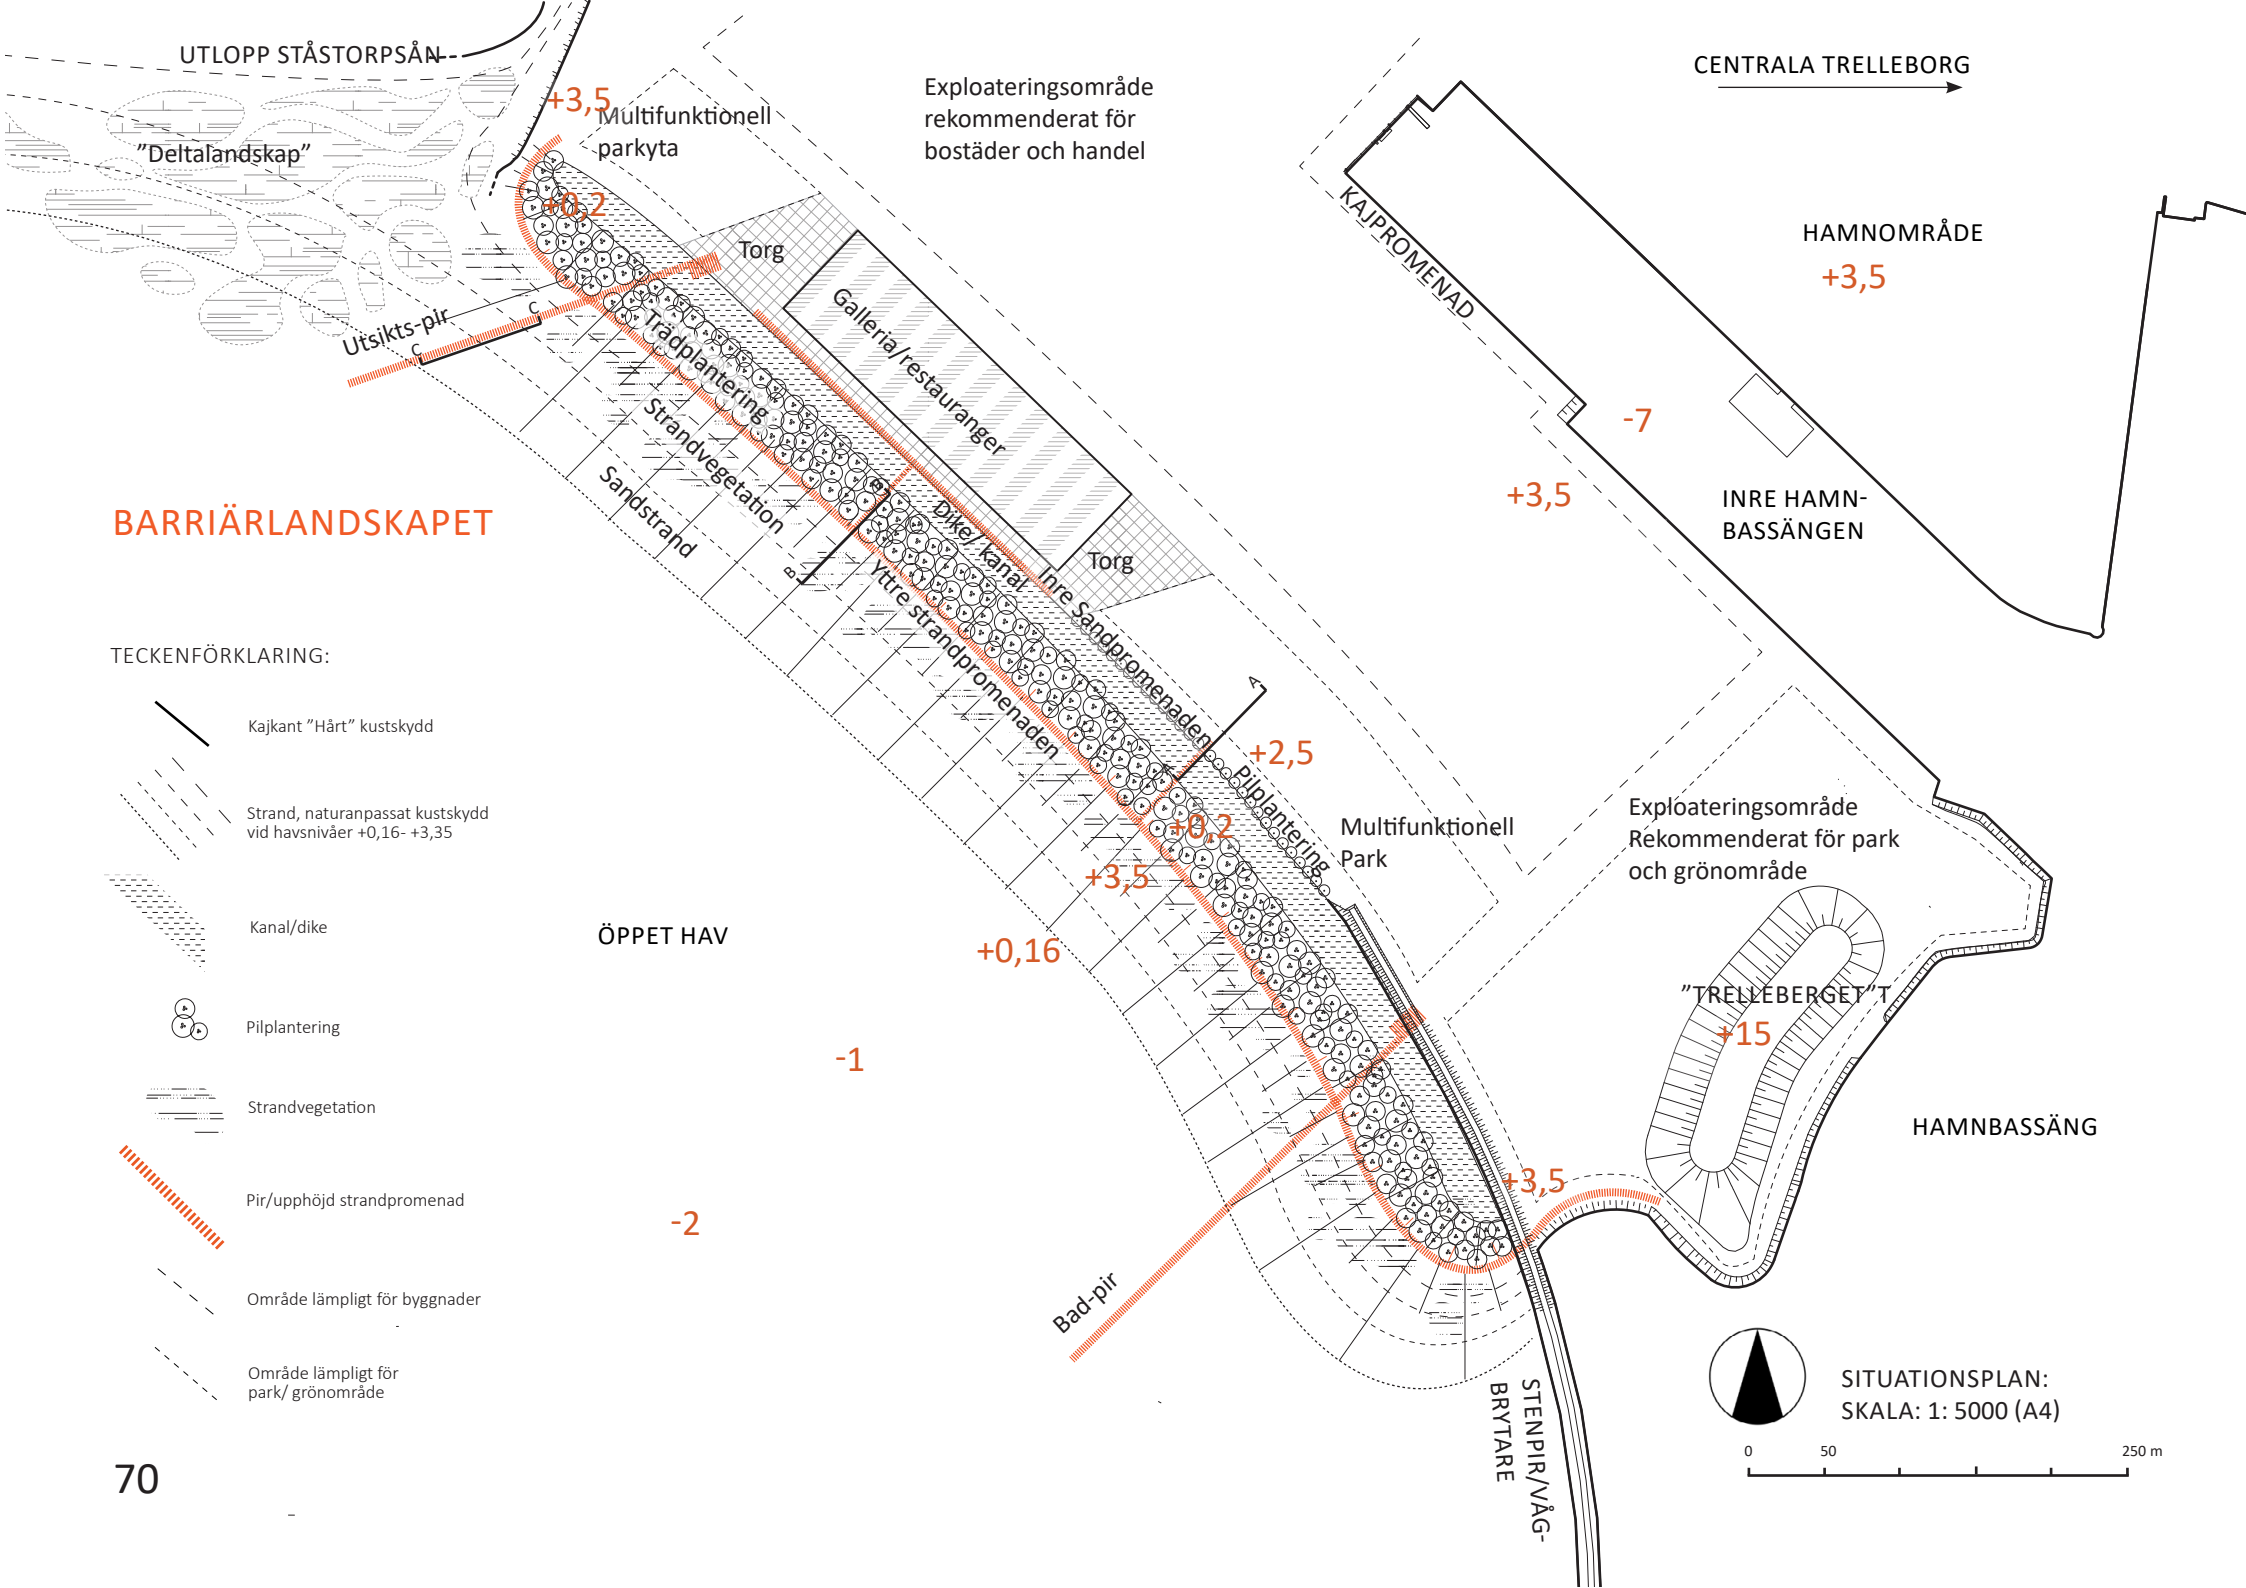 UTLOPP STÅSTORPSÅN
"Deltalandskap"
+3,5
Multifunktionell
parkyta
+0,2
Exploateringsområde
rekommenderat för
bostäder och handel
CENTRALA TRELLEBORG
HAMNOMRÅDE
+3,5
KAJPROMENAD
-7
+3,5
INRE HAMN-
BASSÄNGEN
Torg
Galleria/restauranger
Torg
Utsikts-pir
C
C
Trädplantering
Strandvegetation
Sandstrand
B
B
Dike/ kanal
Yttre strandpromenaden
Inre Sandpromenaden
A
A
+2,5
Pilplantering
+0,2
+3,5
+0,16
Multifunktionell
Park
Exploateringsområde
Rekommenderat för park
och grönområde
"TRELLEBERGET"T
+15
HAMNBASSÄNG
+3,5
ÖPPET HAV
-1
-2
Bad-pir
STENPIR/VÅG-
BRYTARE
BARRIÄRLANDSKAPET
TECKENFÖRKLARING:
Kajkant "Hårt" kustskydd
Strand, naturanpassat kustskydd
vid havsnivåer +0,16- +3,35
Kanal/dike
Pilplantering
Strandvegetation
Pir/upphöjd strandpromenad
Område lämpligt för byggnader
Område lämpligt för
park/ grönområde
SITUATIONSPLAN:
SKALA: 1: 5000 (A4)
0 50 250 m
70